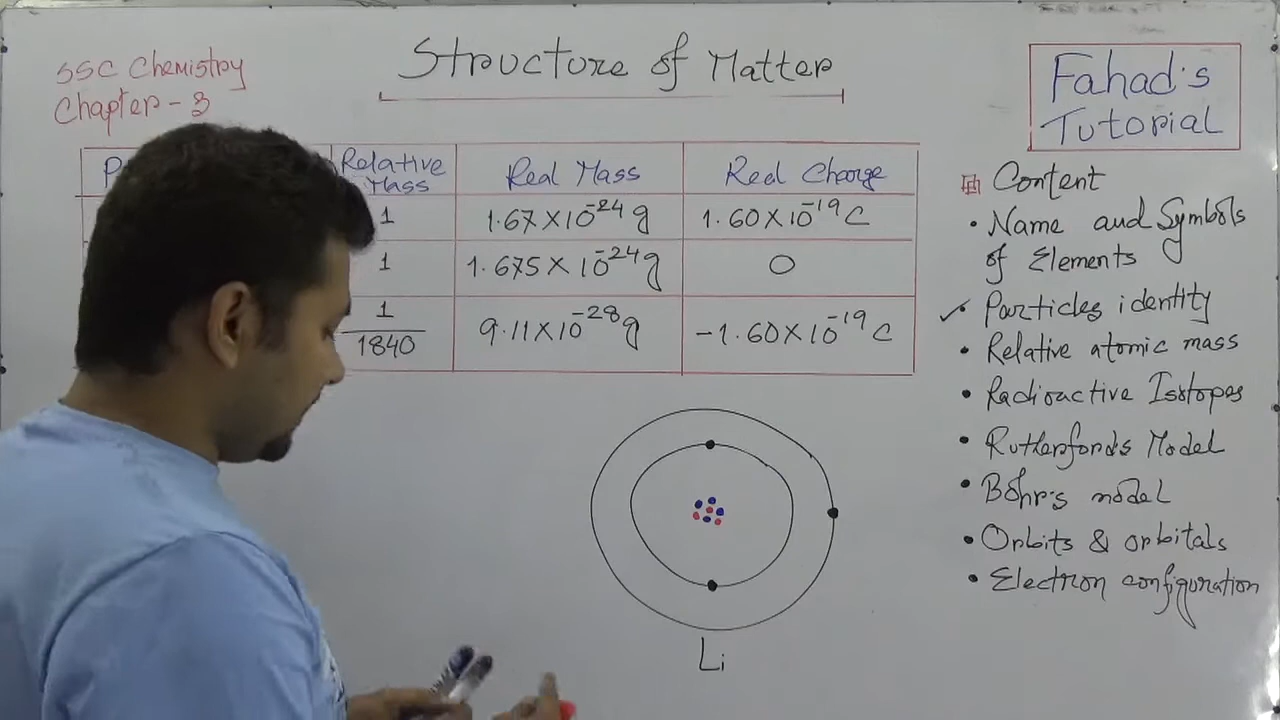 Structure of Matter
SSC Chemistry
Chapter - 3
Fahad's
Tutorial
Relative
Mass
Real Mass
Real Charge
1
1.67 × 10⁻²⁴ g
1.60 × 10⁻¹⁹ C
1
1.675 × 10⁻²⁴ g
0
1
1840
9.11 × 10⁻²⁸ g
-1.60 × 10⁻¹⁹ C
Content
• Name and Symbols
of Elements
✓ Particles identity
• Relative atomic mass
• Radioactive Isotopes
• Rutherford's Model
• Bohr's model
• Orbits & orbitals
• Electron configuration
Li